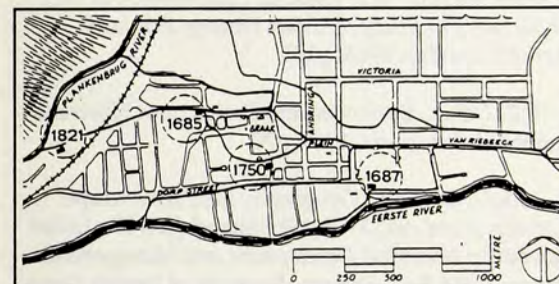 PLANKENBRUG RIVER
VICTORIA
1821
1685
BRAAK
ANDRINGA
PLEIN
VAN RIEBEECK
1750
1687
DORP STREET
EERSTE RIVER
METRE
0 250 500 1000